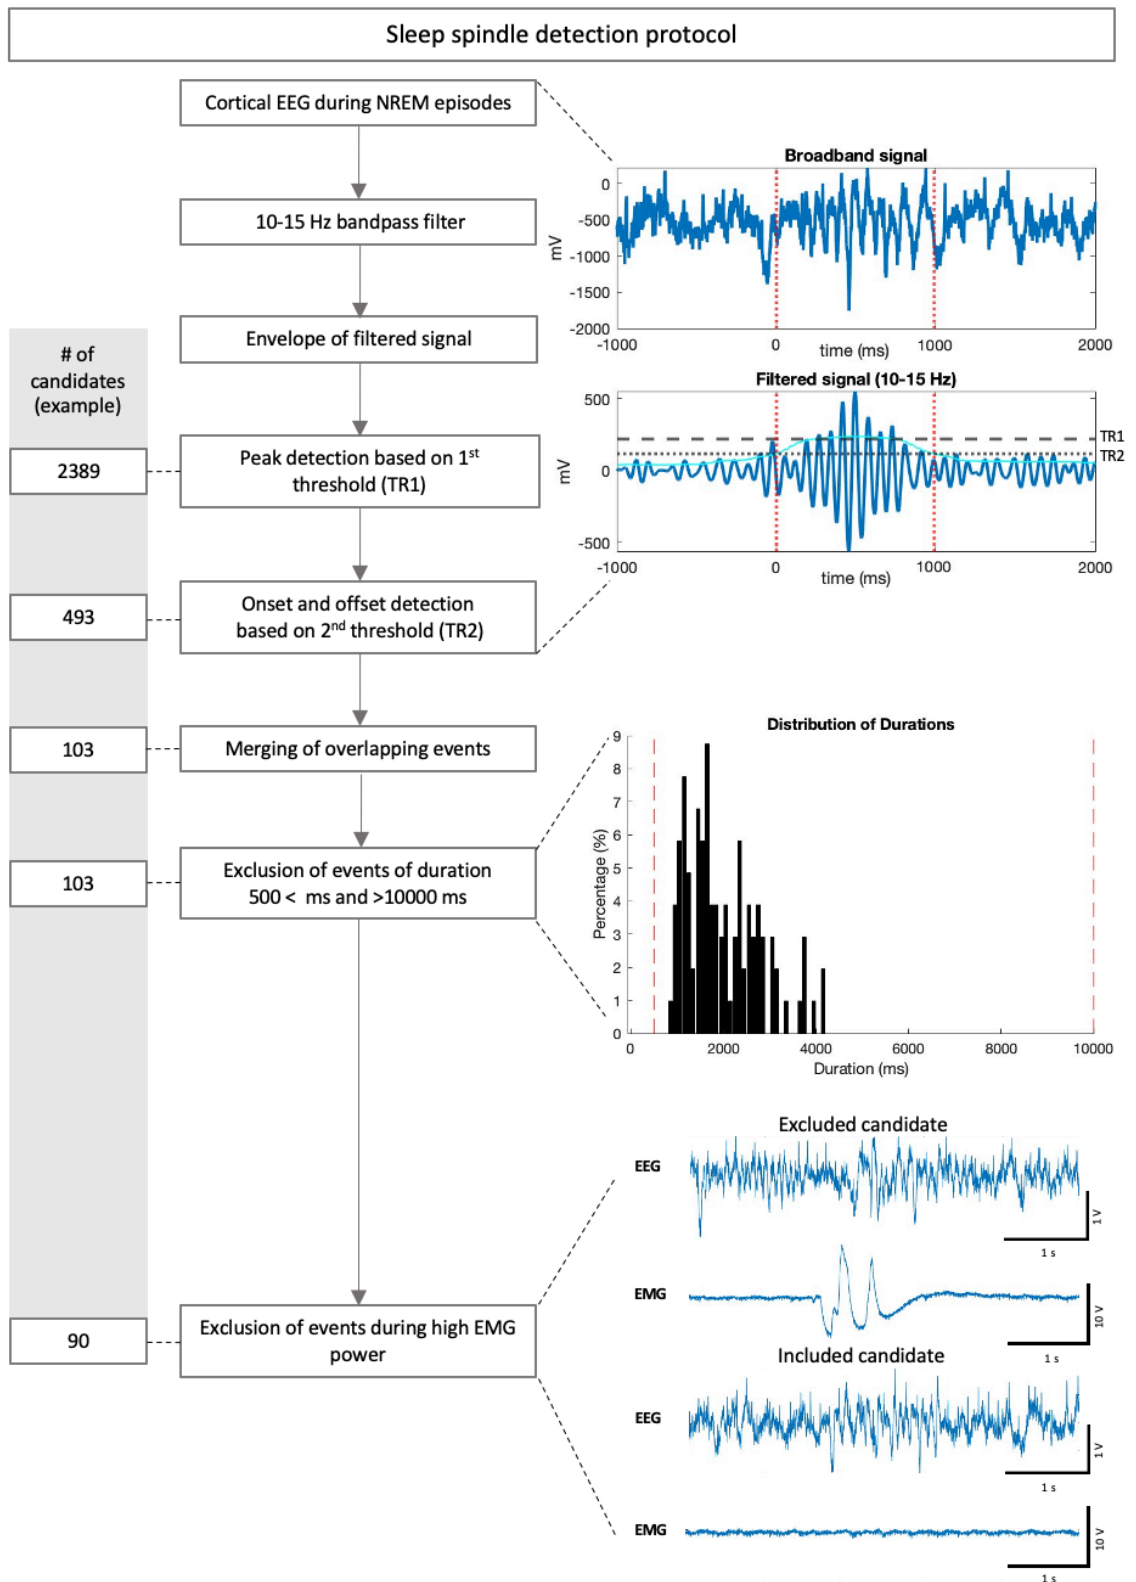 Sleep spindle detection protocol
Cortical EEG during NREM episodes
10-15 Hz bandpass filter
Envelope of filtered signal
# of
candidates
(example)
2389
Peak detection based on 1st
threshold (TR1)
493
Onset and offset detection
based on 2nd threshold (TR2)
103
Merging of overlapping events
103
Exclusion of events of duration
500 < ms and >10000 ms
90
Exclusion of events during high EMG
power
Broadband signal
mV
0
-500
-1000
-1500
-2000
-1000
0
1000
2000
time (ms)
Filtered signal (10-15 Hz)
mV
500
0
-500
TR1
TR2
-1000
0
1000
2000
time (ms)
Distribution of Durations
Percentage (%)
9
8
7
6
5
4
3
2
1
0
0
2000
4000
6000
8000
10000
Duration (ms)
Excluded candidate
EEG
1 V
1 s
EMG
10 V
1 s
Included candidate
EEG
1 V
1 s
EMG
10 V
1 s